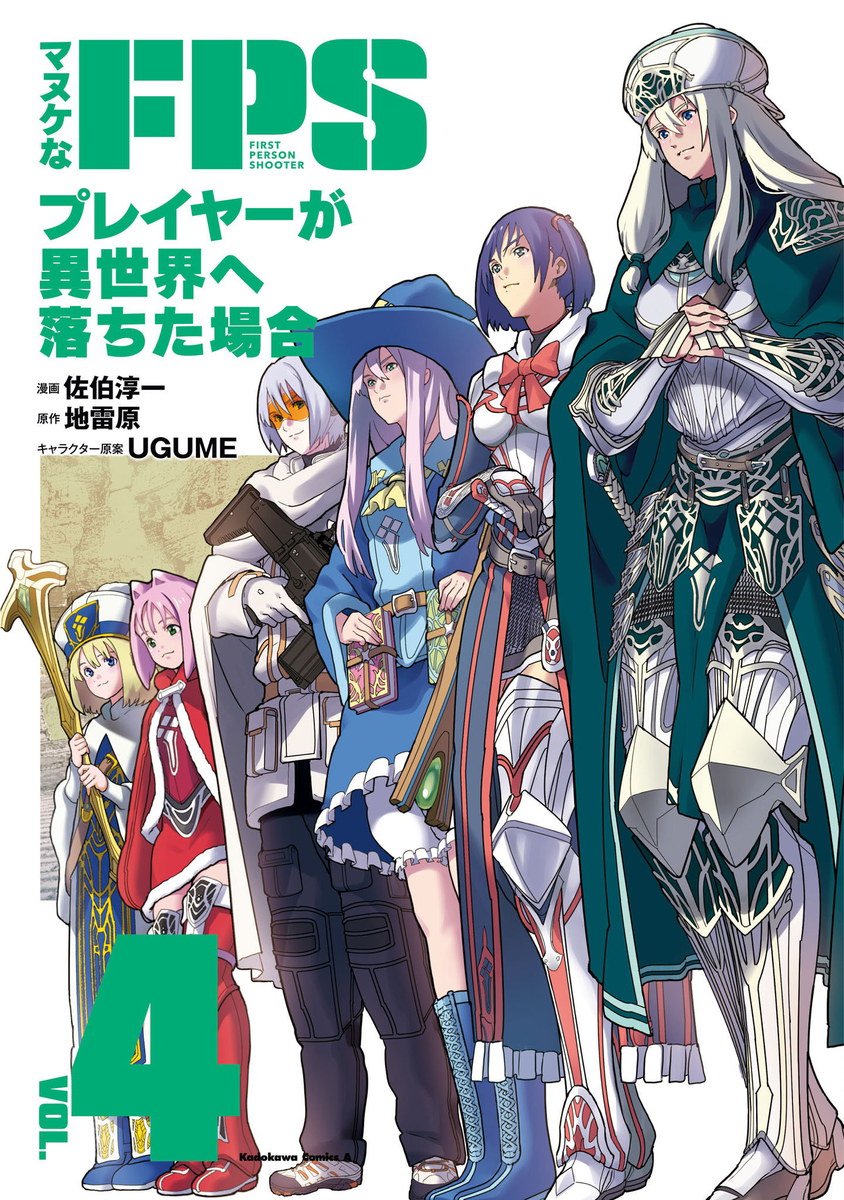 マヌケな
FPS
FIRST
PERSON
SHOOTER
プレイヤーが
異世界へ
落ちた場合
漫画 佐伯淳一
原作 地雷原
キャラクター原案 UGUME
VOL. 4
Kadokawa Comics A